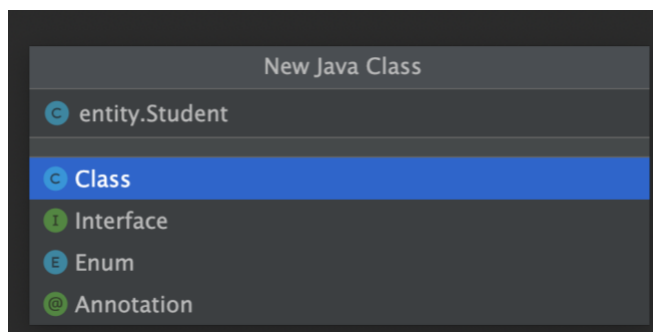 New Java Class
C entity.Student
C Class
I Interface
E Enum
@ Annotation